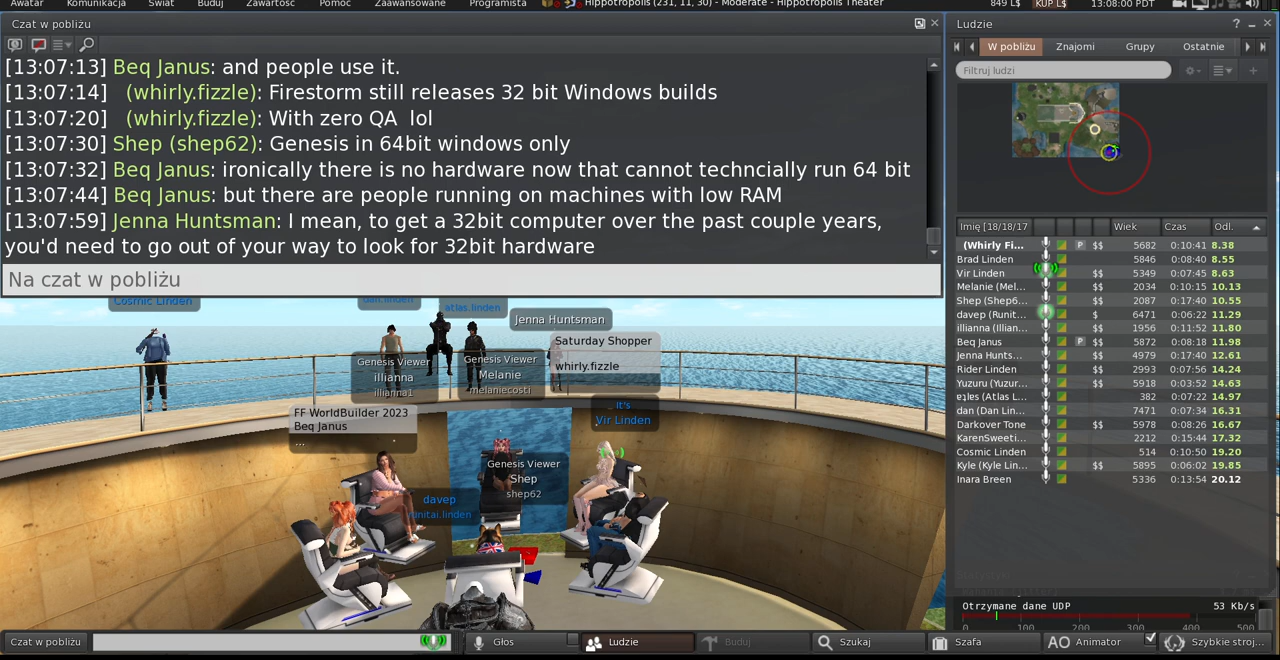 Awatar Komunikacja Świat Buduj Zawartość Pomoc Zaawansowane Programista Hippotropolis (231, 11, 30) - Moderate - Hippotropolis Theater 849 L$ KUP L$ 13:08:00 PDT
Czat w pobliżu
[13:07:13] Beq Janus: and people use it.
[13:07:14] (whirly.fizzle): Firestorm still releases 32 bit Windows builds
[13:07:20] (whirly.fizzle): With zero QA lol
[13:07:30] Shep (shep62): Genesis in 64bit windows only
[13:07:32] Beq Janus: ironically there is no hardware now that cannot techncially run 64 bit
[13:07:44] Beq Janus: but there are people running on machines with low RAM
[13:07:59] Jenna Huntsman: I mean, to get a 32bit computer over the past couple years,
you'd need to go out of your way to look for 32bit hardware
Na czat w pobliżu
Cosmic Linden
dan.linden
atlas.linden
Jenna Huntsman
Saturday Shopper
whirly.fizzle
Genesis Viewer
illianna
illianna1
Genesis Viewer
Melanie
melaniecosti
FF WorldBuilder 2023
Beq Janus
...
It's
Vir Linden
Genesis Viewer
Shep
shep62
davep
runitai.linden
Ludzie
? _ ×
W pobliżu Znajomi Grupy Ostatnie
Filtruj ludzi
Imię [18/18/17 Wiek Czas Odl.
(Whirly Fi... P $$ 5682 0:10:41 8.38
Brad Linden 5846 0:08:40 8.55
Vir Linden $$ 5349 0:07:45 8.63
Melanie (Mel... $$ 2034 0:10:15 10.13
Shep (Shep6... $$ 2087 0:17:40 10.55
davep (Runit... $ 6471 0:06:22 11.29
illianna (Illian... $$ 1956 0:11:52 11.80
Beq Janus P $$ 5872 0:08:18 11.98
Jenna Hunts... $$ 4979 0:17:40 12.61
Rider Linden $$ 2993 0:07:56 14.24
Yuzuru (Yuzur... $$ 5918 0:03:52 14.63
(Atlas L... 382 0:07:22 14.97
dan (Dan Lin... 7471 0:07:34 16.31
Darkover Tone $$ 5978 0:08:26 16.67
KarenSweeti... 2212 0:15:44 17.32
Cosmic Linden 514 0:10:50 19.20
Kyle (Kyle Lin... $$ 5895 0:06:02 19.85
Inara Breen 5336 0:13:54 20.12
Otrzymane dane UDP 53 Kb/s
0 100 200 300 400 500
Czat w pobliżu Głos Ludzie Buduj Szukaj Szafa AO Animator Szybkie stroj...